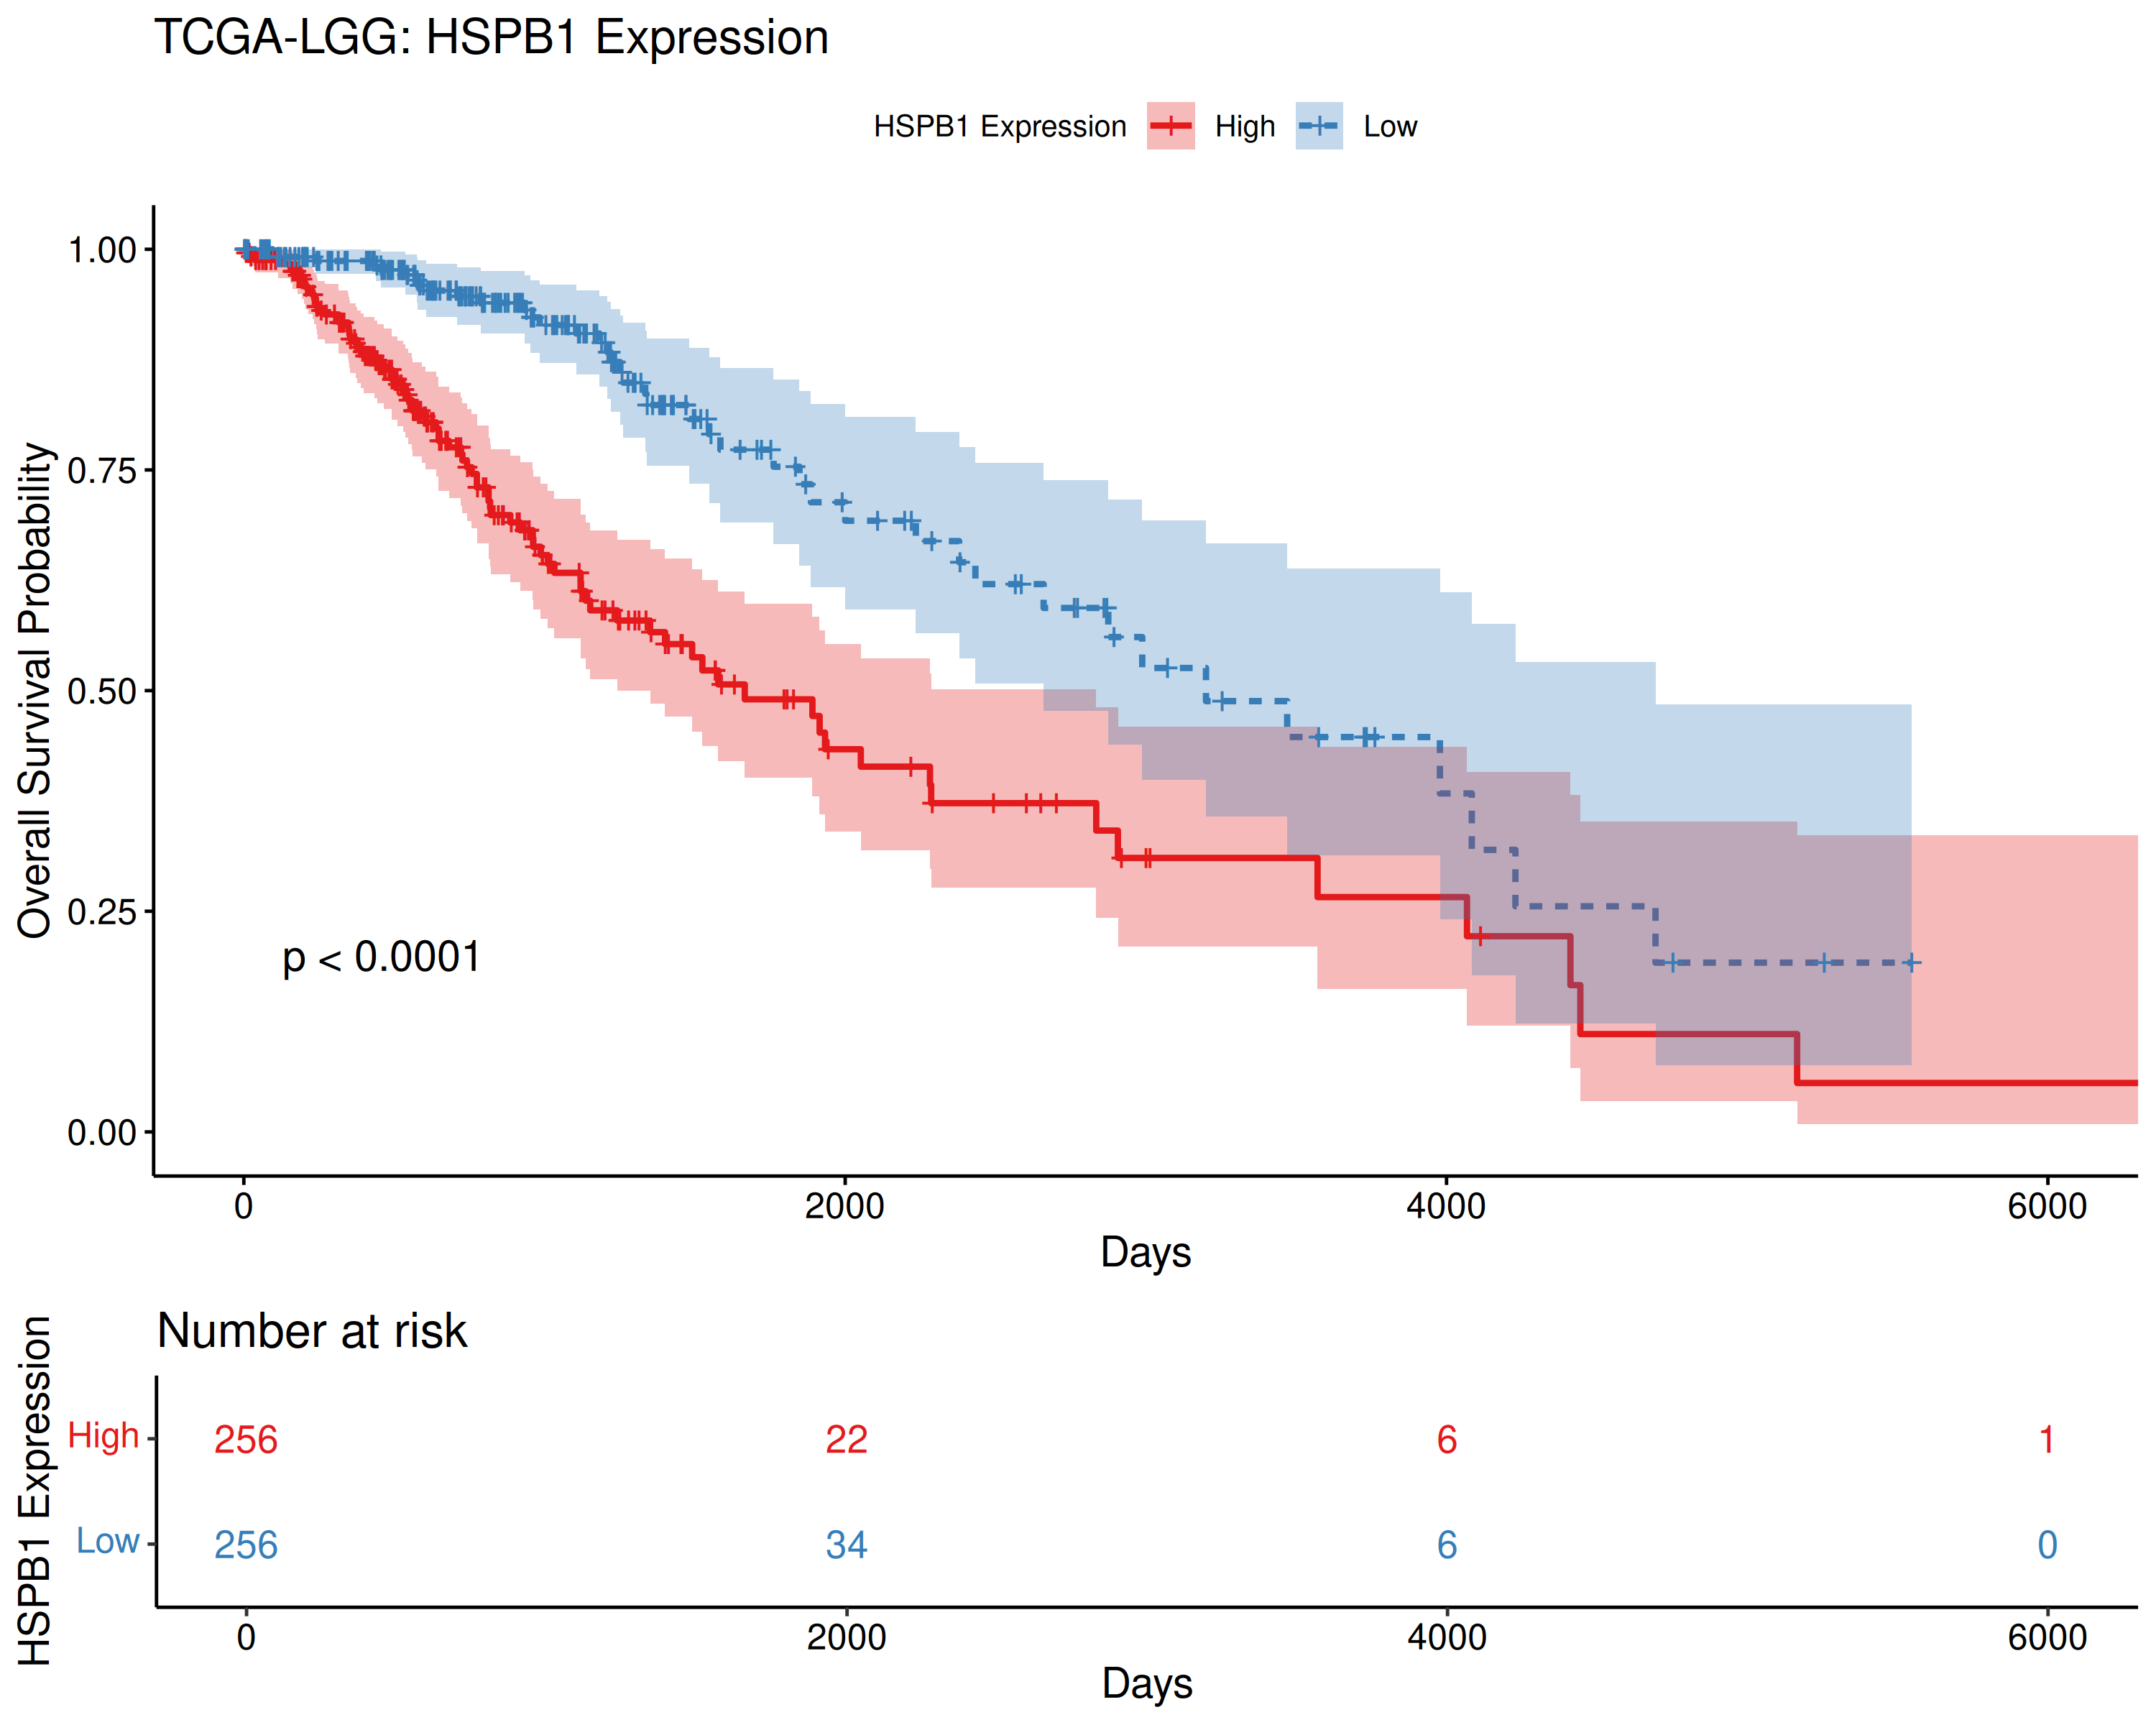 TCGA-LGG: HSPB1 Expression
HSPB1 Expression High Low
Overall Survival Probability
1.00
0.75
0.50
0.25
0.00
p < 0.0001
0 2000 4000 6000
Days
Number at risk
HSPB1 Expression
High 256 22 6 1
Low 256 34 6 0
0 2000 4000 6000
Days